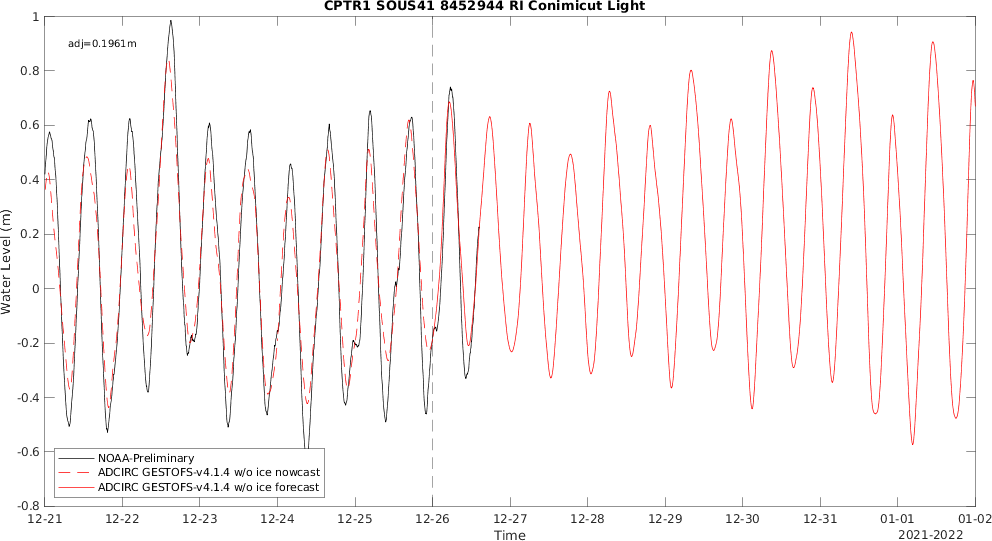 CPTR1 SOUS41 8452944 RI Conimicut Light
adj=0.1961m
1
0.8
0.6
0.4
0.2
0
-0.2
-0.4
-0.6
-0.8
Water Level (m)
NOAA-Preliminary
ADCIRC GESTOFS-v4.1.4 w/o ice nowcast
ADCIRC GESTOFS-v4.1.4 w/o ice forecast
12-21 12-22 12-23 12-24 12-25 12-26 12-27 12-28 12-29 12-30 12-31 01-01 01-02
Time
2021-2022